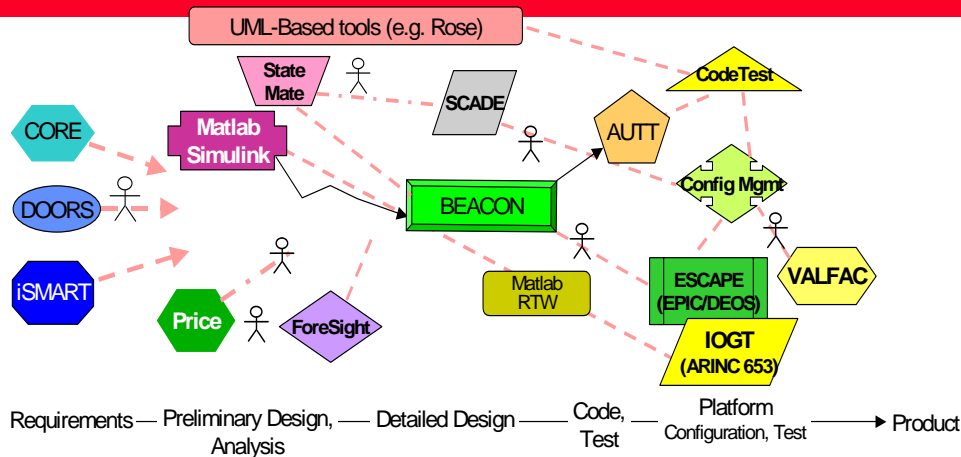 UML-Based tools (e.g. Rose)
State
Mate
CodeTest
SCADE
CORE
Matlab
Simulink
AUTT
Config Mgmt
DOORS
BEACON
iSMART
Price
ForeSight
Matlab
RTW
ESCAPE
(EPIC/DEOS)
VALFAC
IOGT
(ARINC 653)
Requirements
Preliminary Design,
Analysis
Detailed Design
Code,
Test
Platform
Configuration, Test
Product